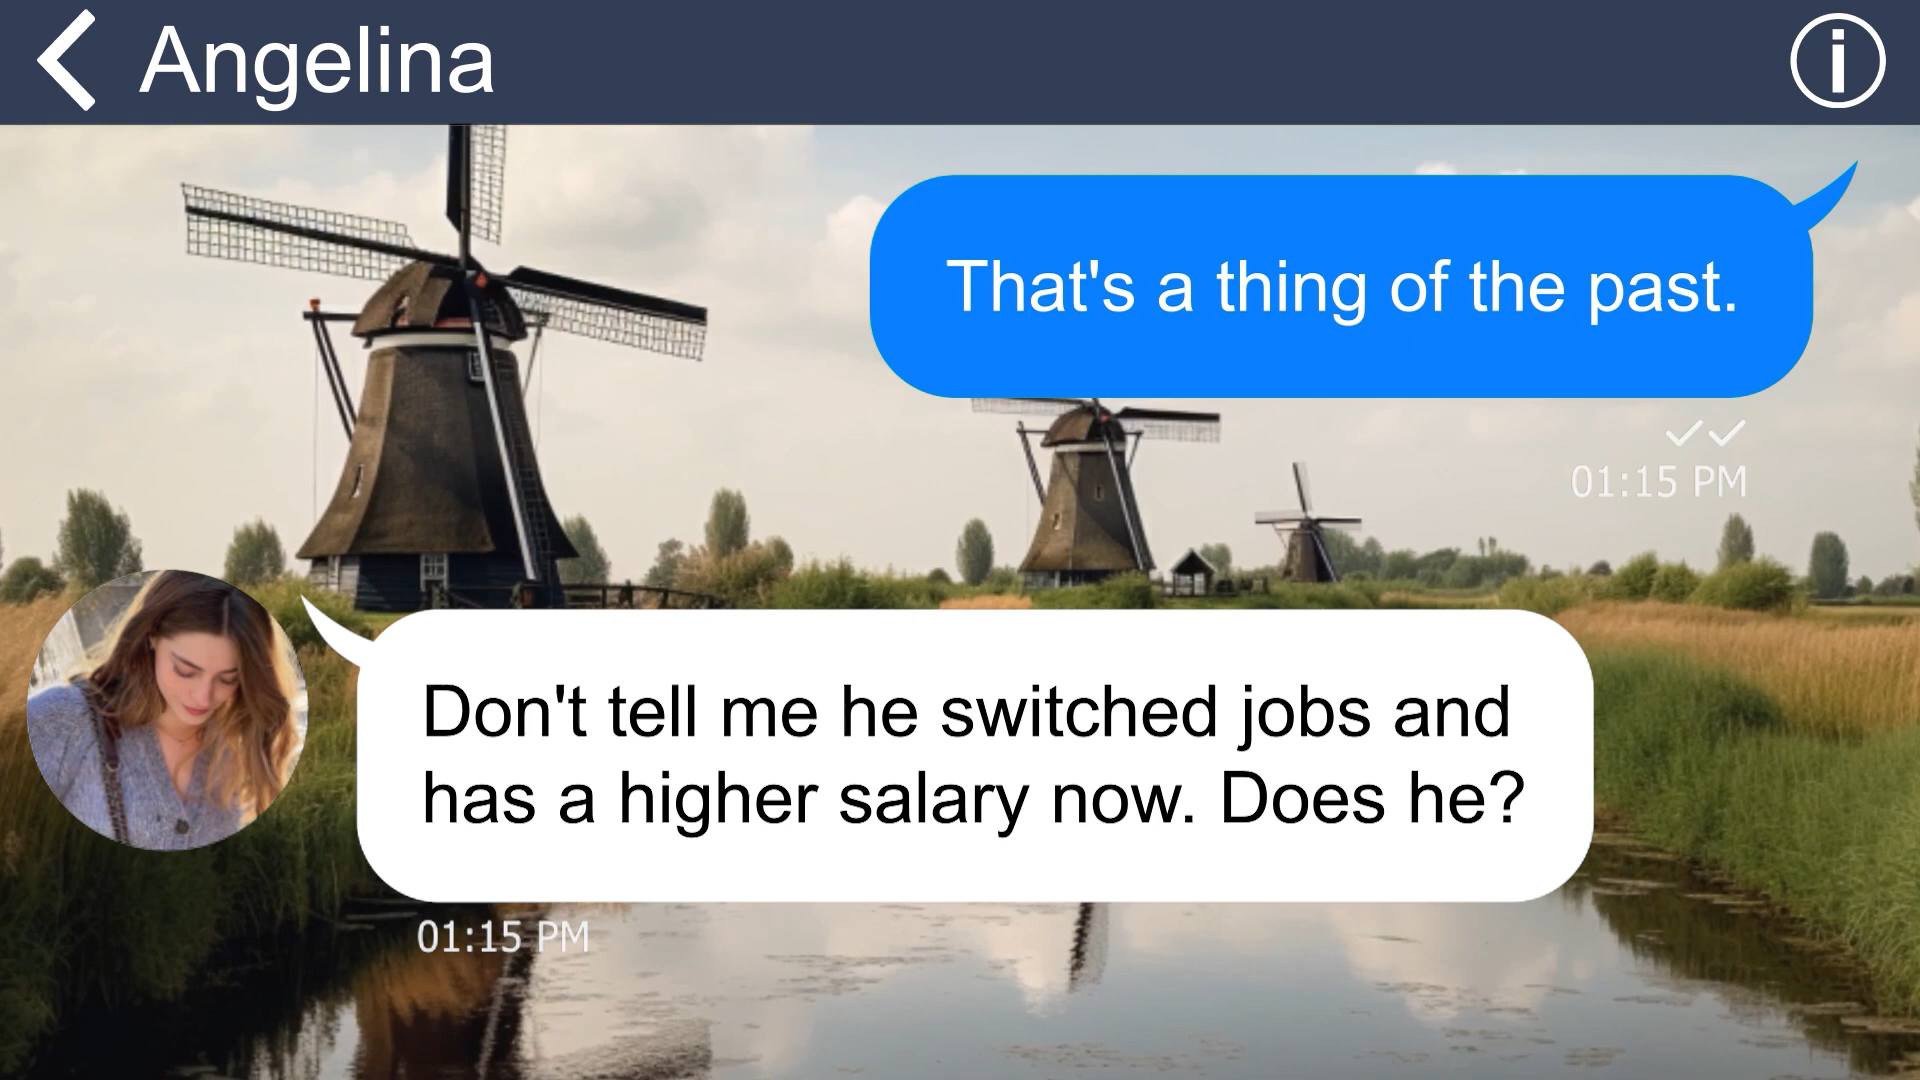 Angelina
That's a thing of the past.
01:15 PM
Don't tell me he switched jobs and
has a higher salary now. Does he?
01:15 PM